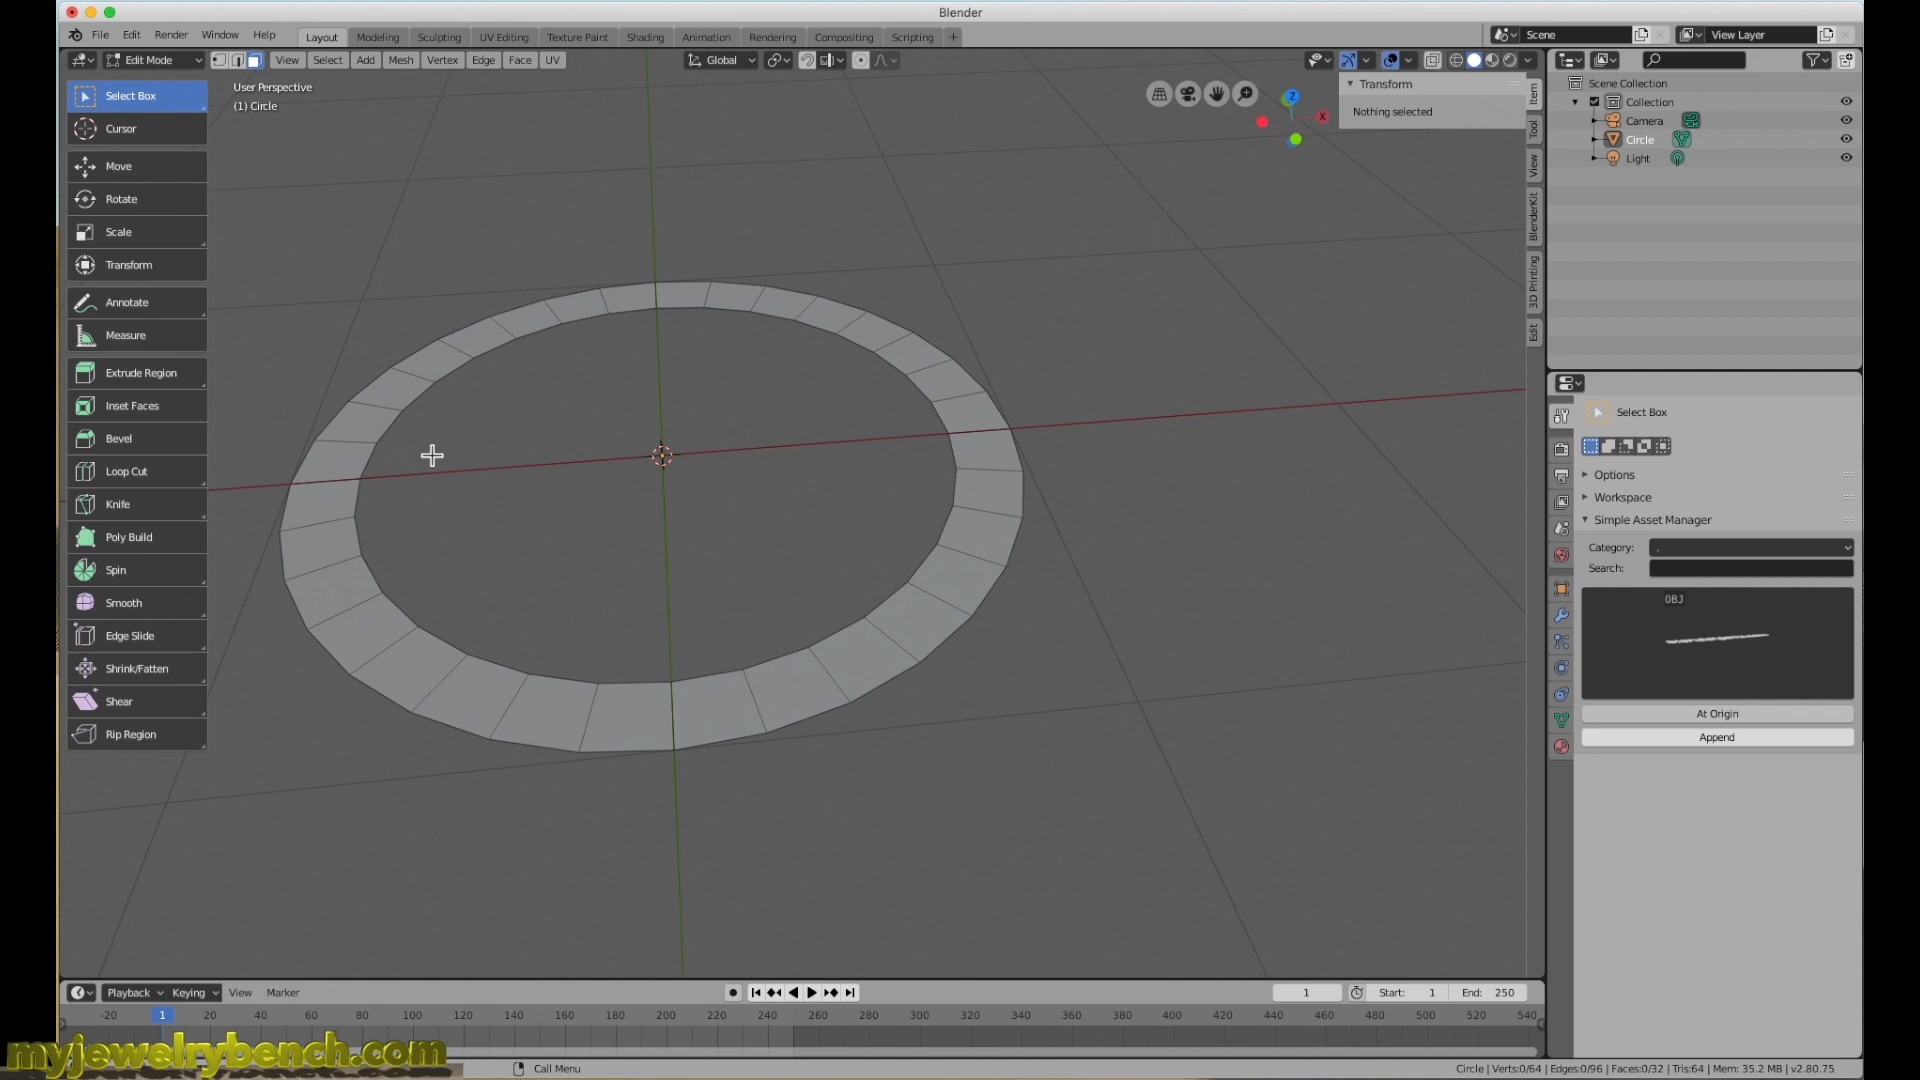 Blender
File Edit Render Window Help
Layout Modeling Sculpting UV Editing Texture Paint Shading Animation Rendering Compositing Scripting +
Scene View Layer
Edit Mode View Select Add Mesh Vertex Edge Face UV
Global
User Perspective
(1) Circle
Select Box
Cursor
Move
Rotate
Scale
Transform
Annotate
Measure
Extrude Region
Inset Faces
Bevel
Loop Cut
Knife
Poly Build
Spin
Smooth
Edge Slide
Shrink/Fatten
Shear
Rip Region
Z
X
Transform
Nothing selected
Item
Tool
View
BlenderKit
3D Printing
Edit
Scene Collection
Collection
Camera
Circle
Light
Select Box
Options
Workspace
Simple Asset Manager
Category: .
Search:
OBJ
At Origin
Append
Playback Keying View Marker
1 Start: 1 End: 250
-20 1 20 40 60 80 100 120 140 160 180 200 220 240 260 280 300 320 340 360 380 400 420 440 460 480 500 520 540
myjewelrybench.com
Call Menu
Circle | Verts:0/64 | Edges:0/96 | Faces:0/32 | Tris:64 | Mem: 35.2 MB | v2.80.75